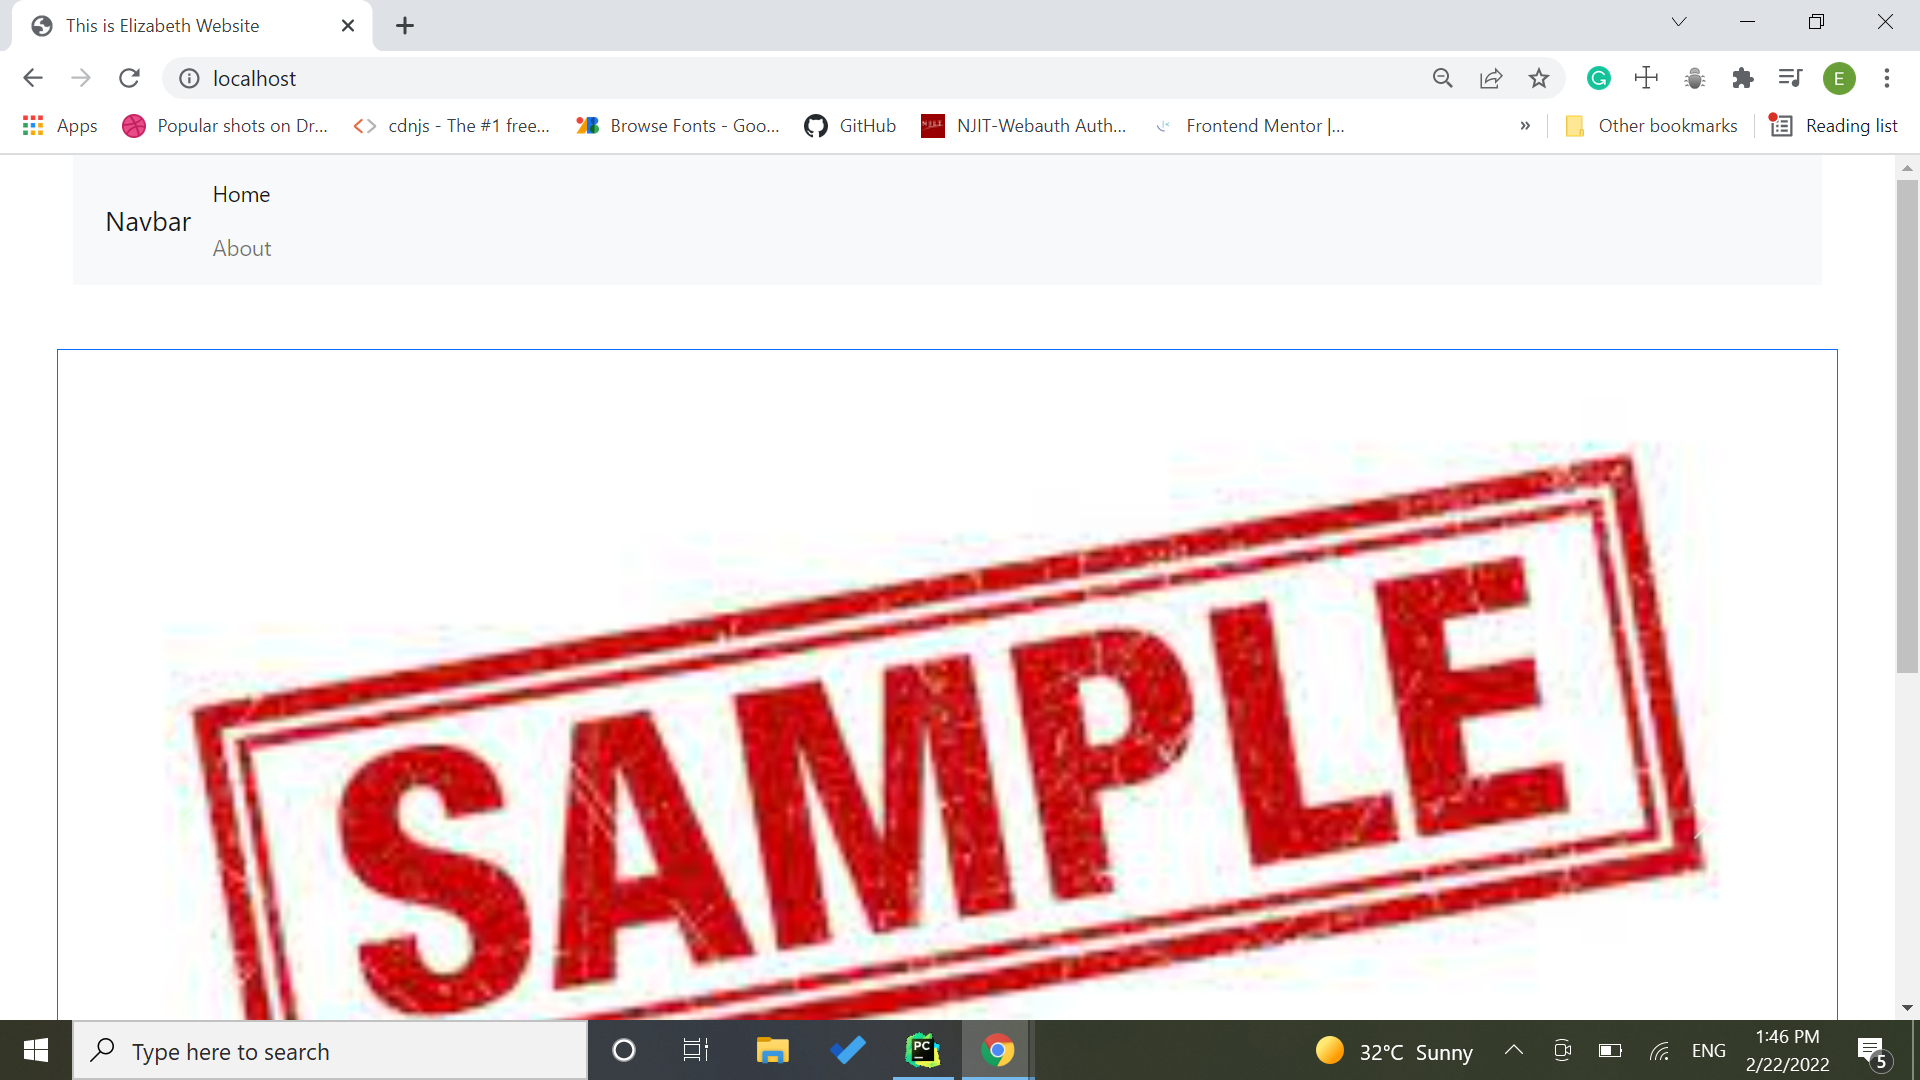 This is Elizabeth Website
localhost
E
Apps
Popular shots on Dr...
cdnjs - The #1 free...
Browse Fonts - Goo...
GitHub
NJIT-Webauth Auth...
Frontend Mentor |...
»
Other bookmarks
Reading list
Home
Navbar
About
SAMPLE
Type here to search
PC
32°C Sunny
ENG
1:46 PM
2/22/2022
5